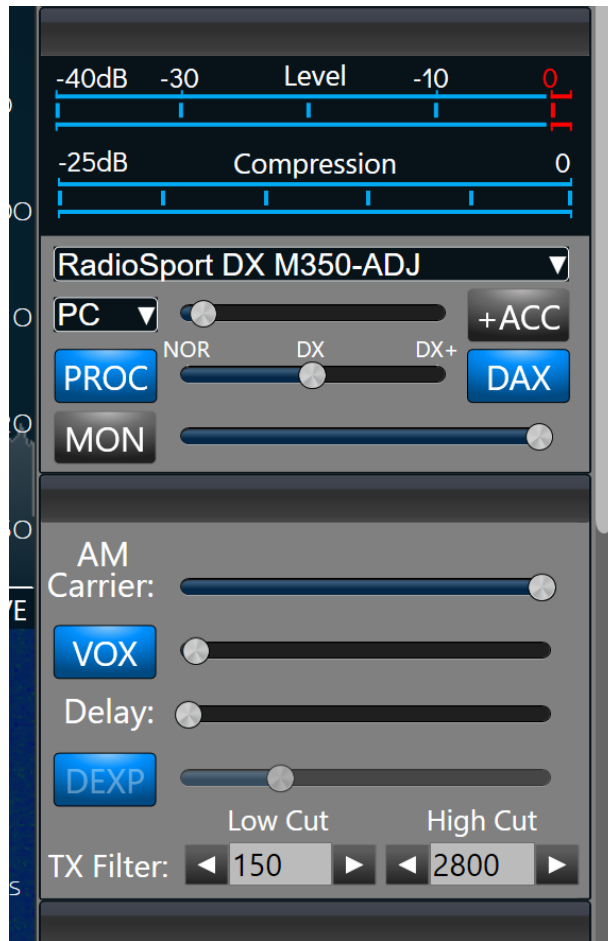 -40dB -30 Level -10 0
-25dB Compression 0
RadioSport DX M350-ADJ
PC +ACC
NOR DX DX+
PROC DAX
MON
AM
Carrier:
VOX
Delay:
DEXP
Low Cut High Cut
TX Filter: 150 2800